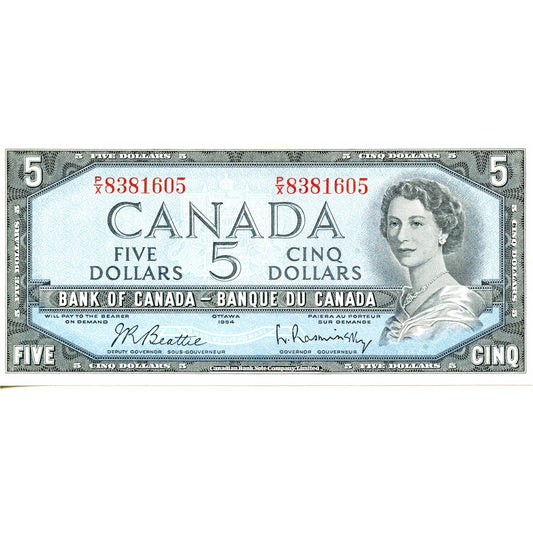 5 5 FIVE DOLLARS 5 5 CINQ DOLLARS 5 5
P/X 8381605 P/X 8381605
CANADA
FIVE DOLLARS 5 CINQ DOLLARS
BANK OF CANADA – BANQUE DU CANADA
WILL PAY TO THE BEARER ON DEMAND
OTTAWA
1954
PAIERA AU PORTEUR SUR DEMANDE
JR Beattie
L. Rasminsky
DEPUTY GOVERNOR SOUS-GOUVERNEUR
GOVERNOR GOUVERNEUR
FIVE CINQ
5 CINQ DOLLARS 5 5 FIVE DOLLARS 5
Canadian Bank Note Company Limited